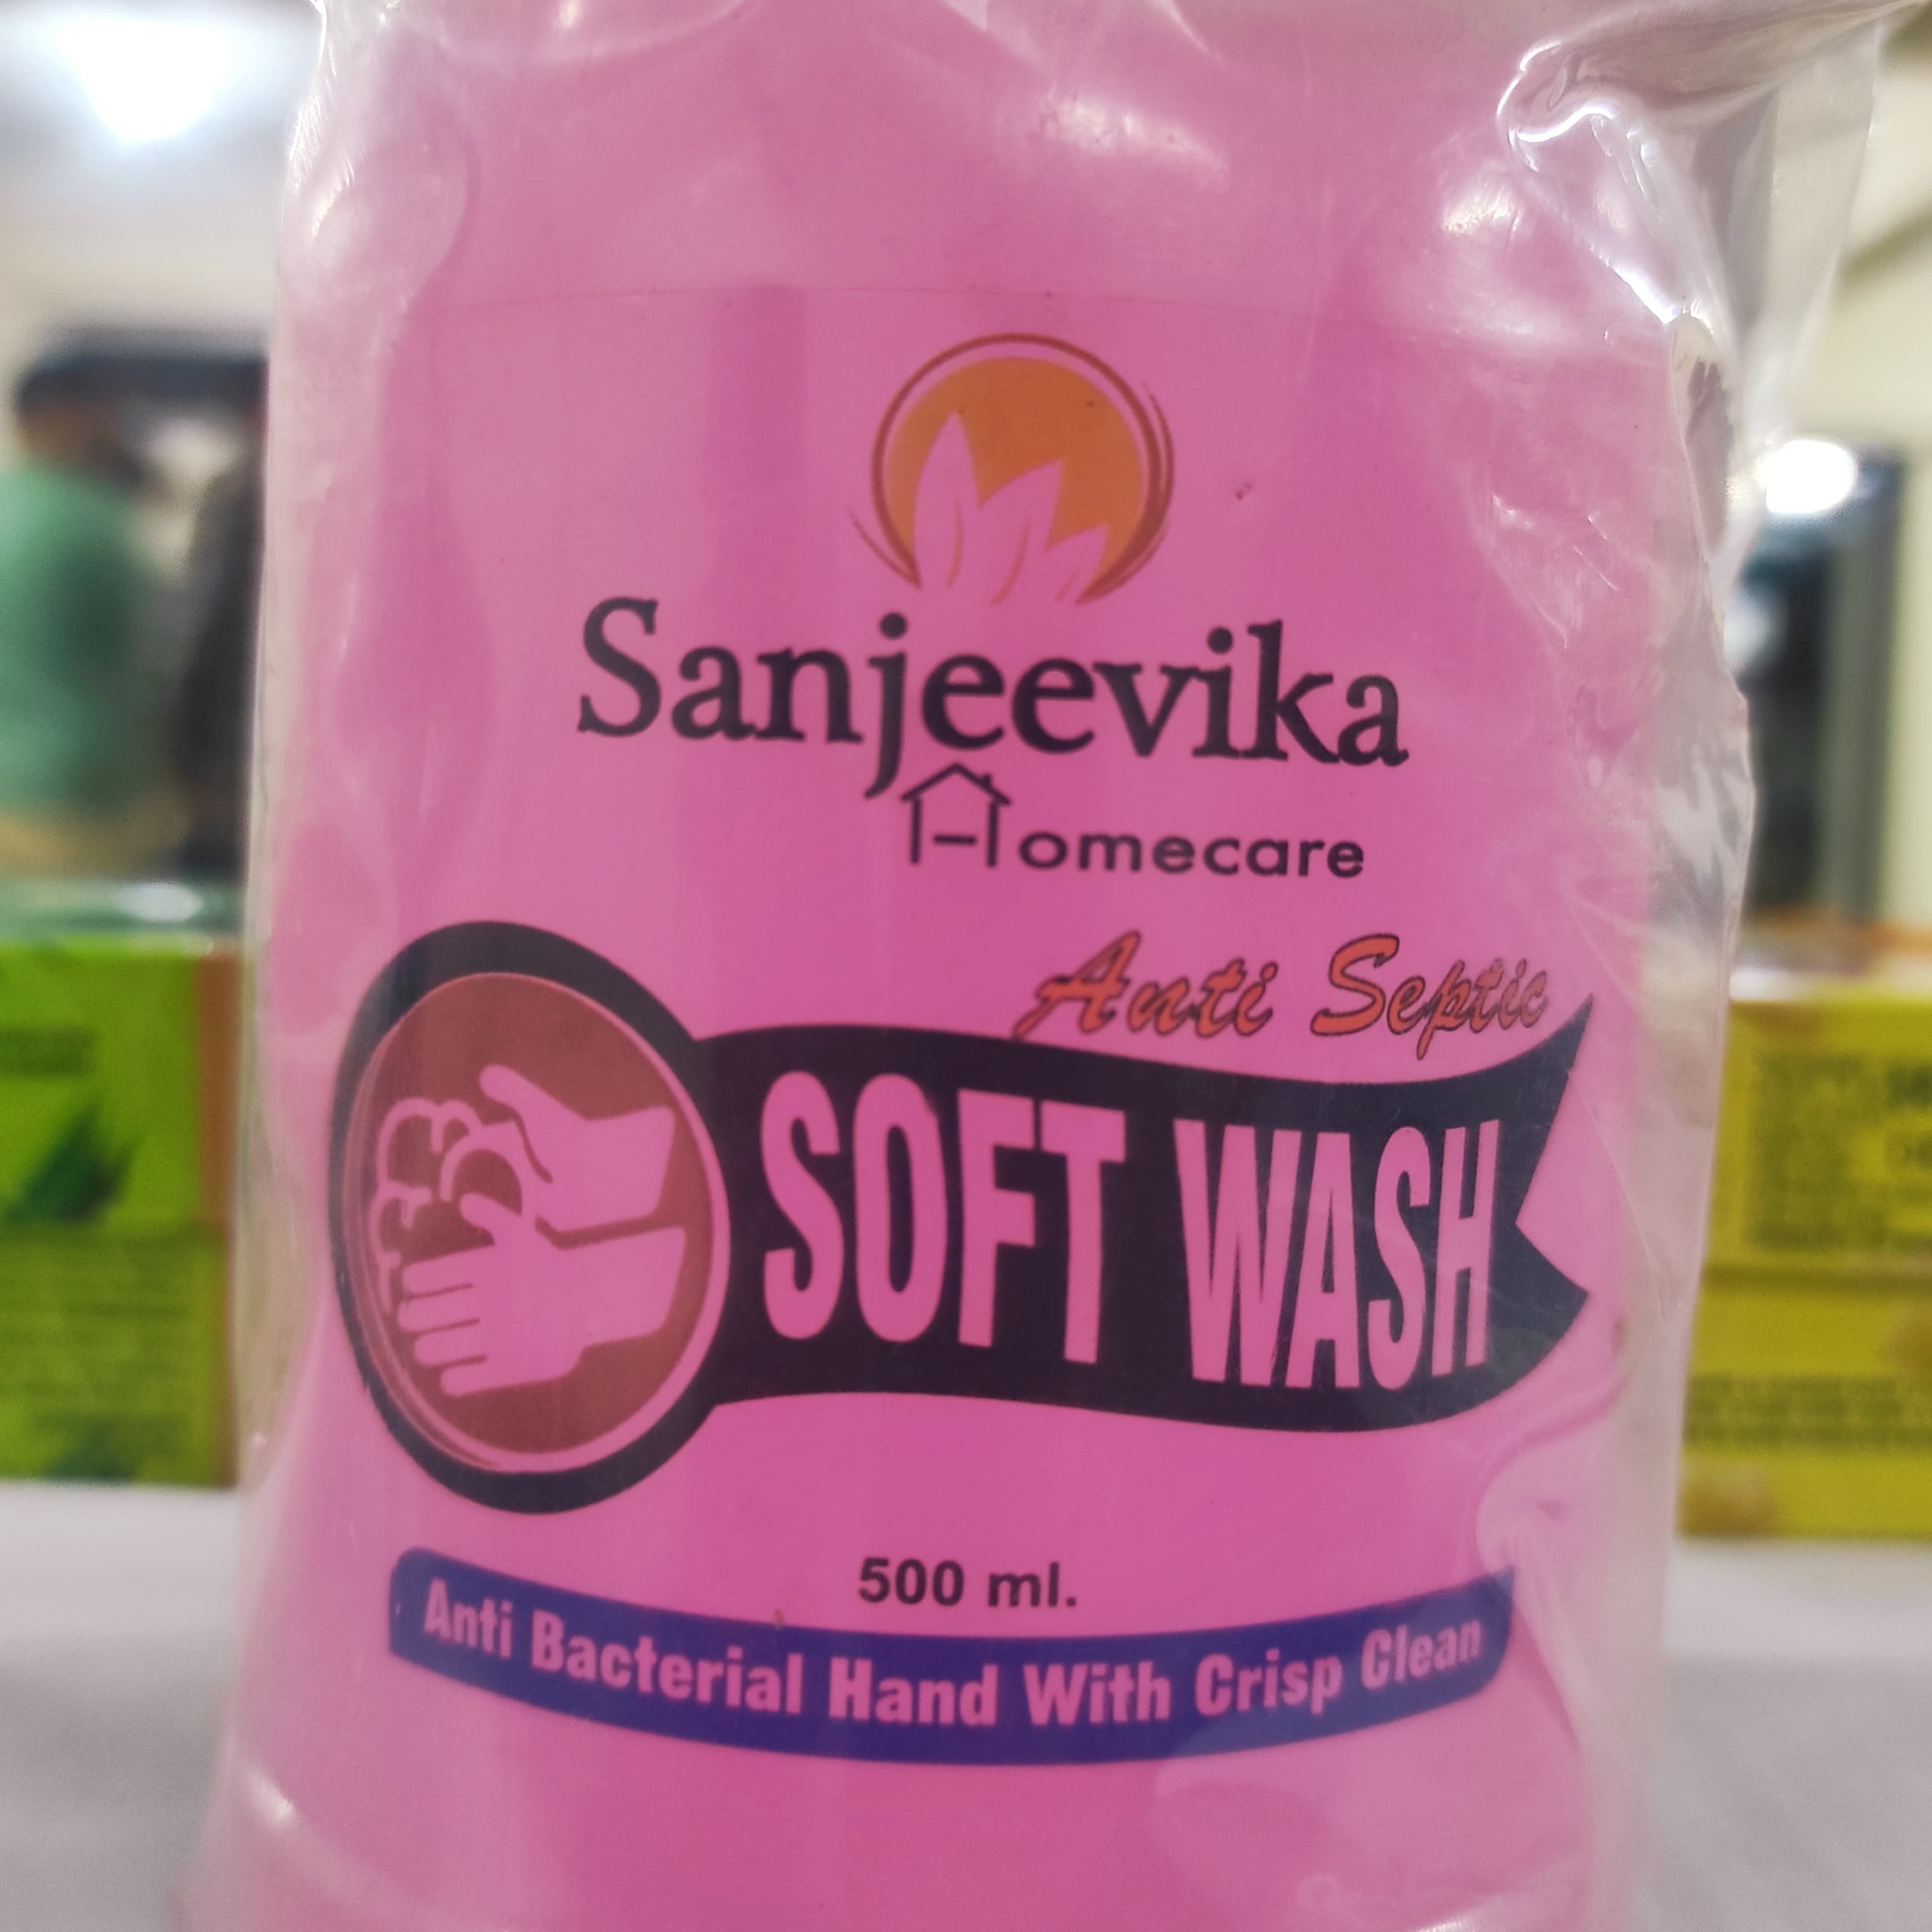 Sanjeevika
Homecare
Anti Septic
SOFT WASH
500 ml.
Anti Bacterial Hand With Crisp Clean